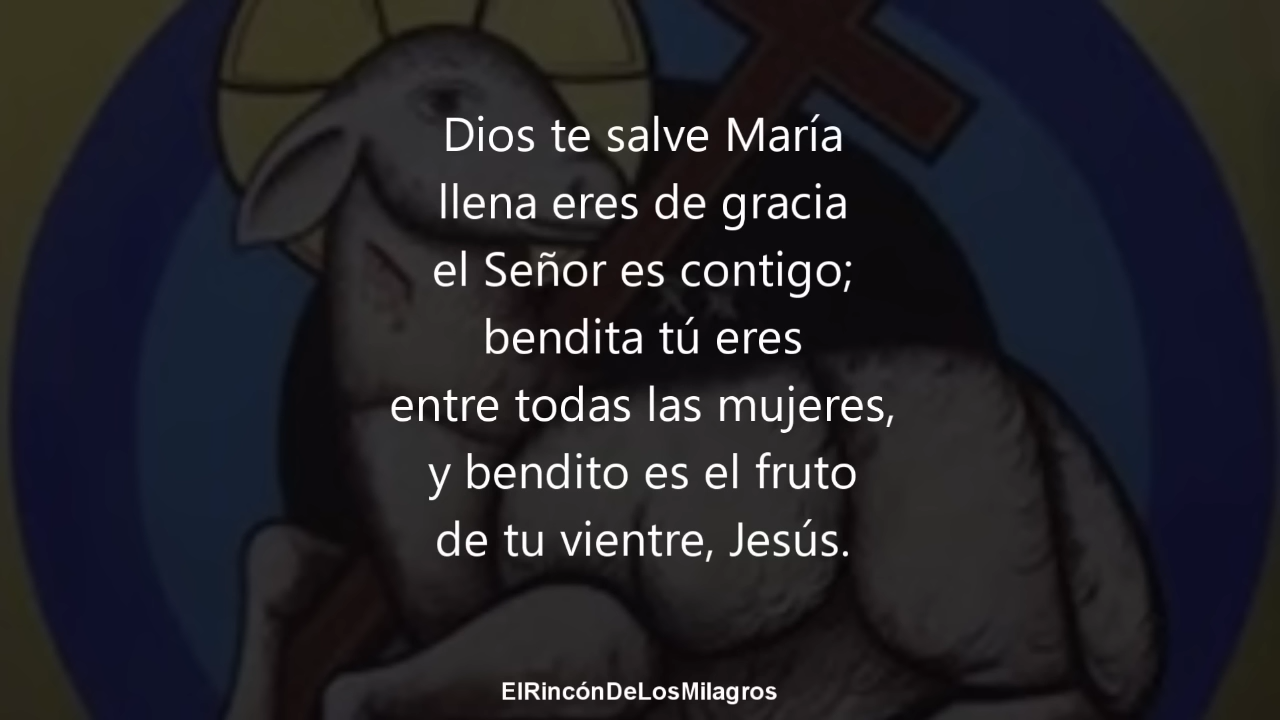 Dios te salve María
llena eres de gracia
el Señor es contigo;
bendita tú eres
entre todas las mujeres,
y bendito es el fruto
de tu vientre, Jesús.
ElRincónDeLosMilagros